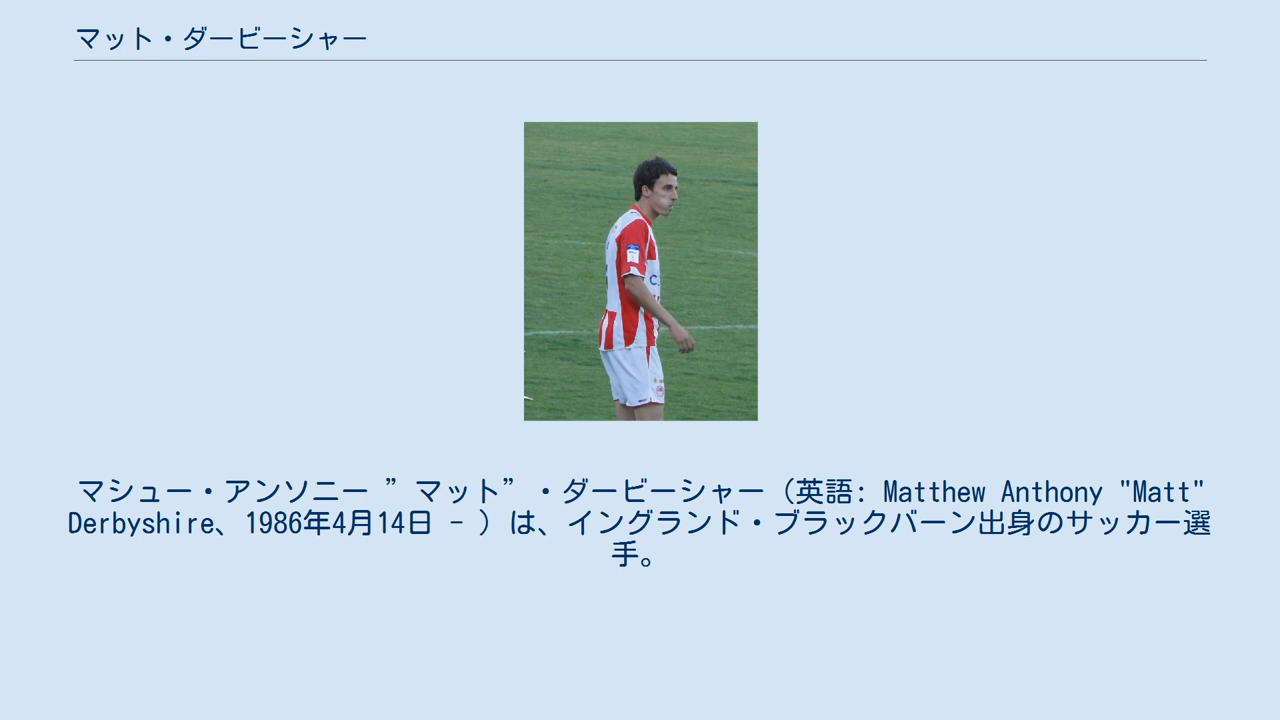 マット・ダービーシャー
マシュー・アンソニー ”マット”・ダービーシャー（英語: Matthew Anthony "Matt"
Derbyshire、1986年4月14日 - ）は、イングランド・ブラックバーン出身のサッカー選
手。